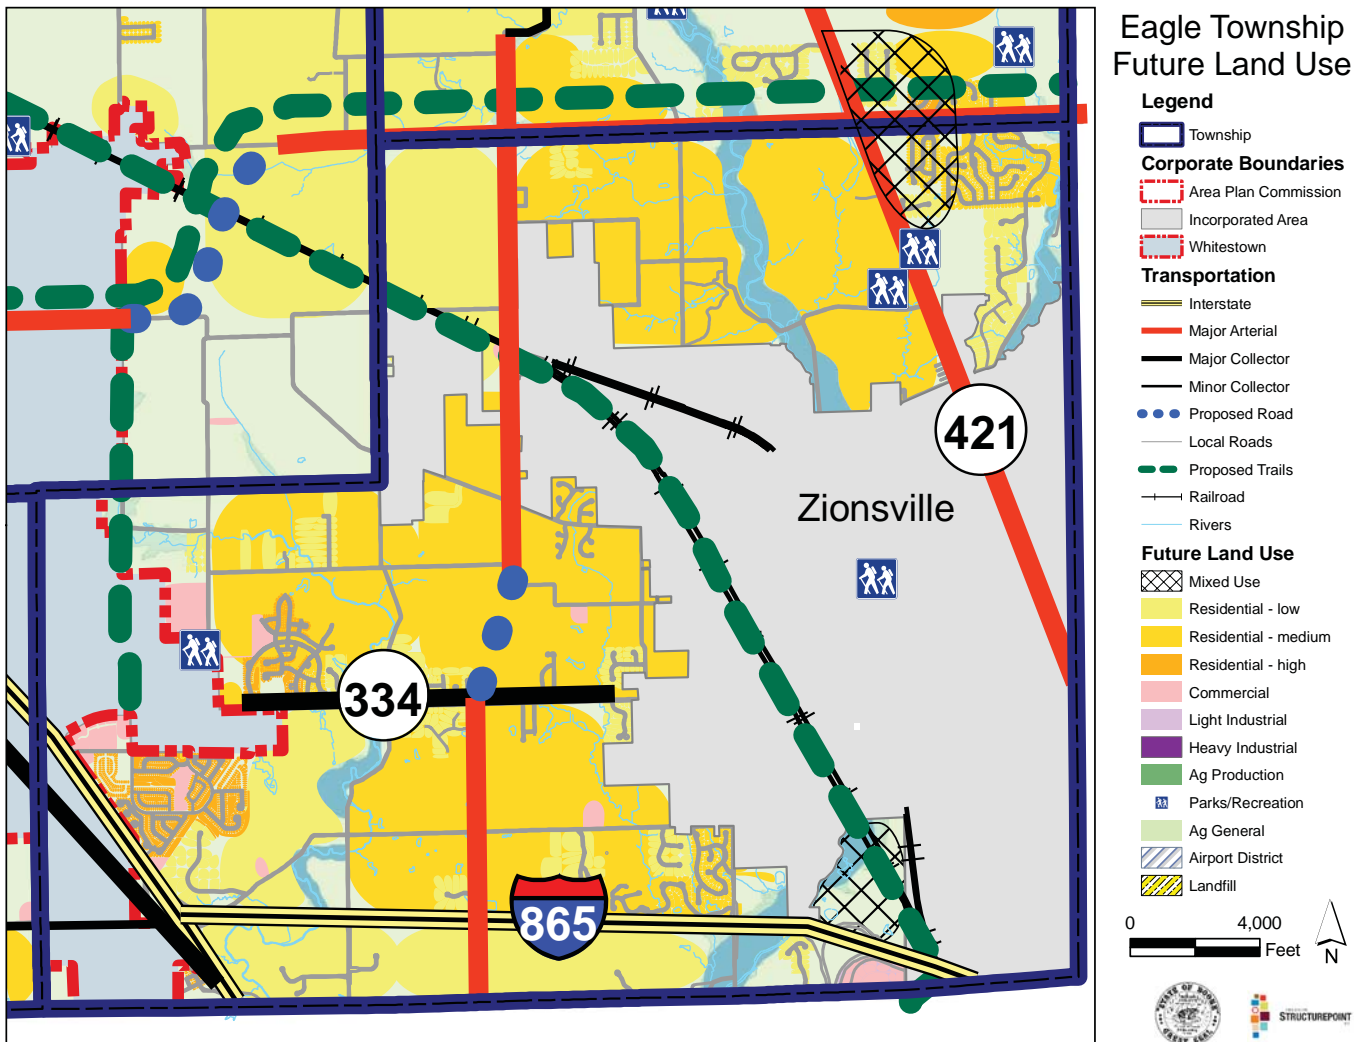 Eagle Township
Future Land Use
Legend
Township
Corporate Boundaries
Area Plan Commission
Incorporated Area
Whitestown
Transportation
Interstate
Major Arterial
Major Collector
Minor Collector
Proposed Road
Local Roads
Proposed Trails
Railroad
Rivers
Future Land Use
Mixed Use
Residential - low
Residential - medium
Residential - high
Commercial
Light Industrial
Heavy Industrial
Ag Production
Parks/Recreation
Ag General
Airport District
Landfill
0 4,000
Feet
N
STRUCTUREPOINT
421
Zionsville
334
865